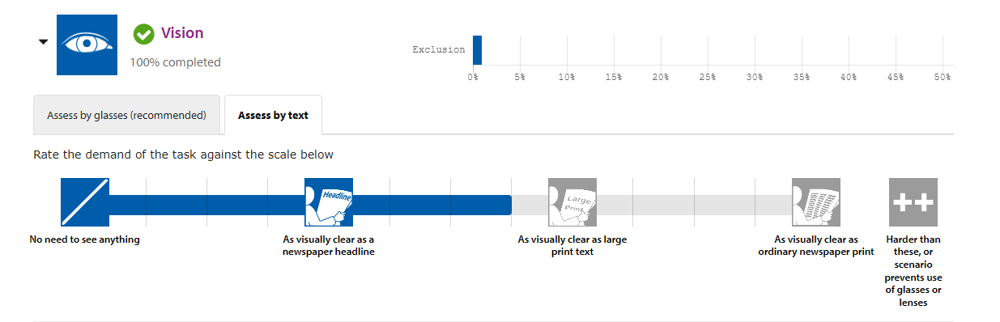 Vision
100% completed
Exclusion
0% 5% 10% 15% 20% 25% 30% 35% 40% 45% 50%
Assess by glasses (recommended)
Assess by text
Rate the demand of the task against the scale below
Headline
Large
Print
No need to see anything
As visually clear as a
newspaper headline
As visually clear as large
print text
As visually clear as
ordinary newspaper print
Harder than
these, or
scenario
prevents use
of glasses or
lenses